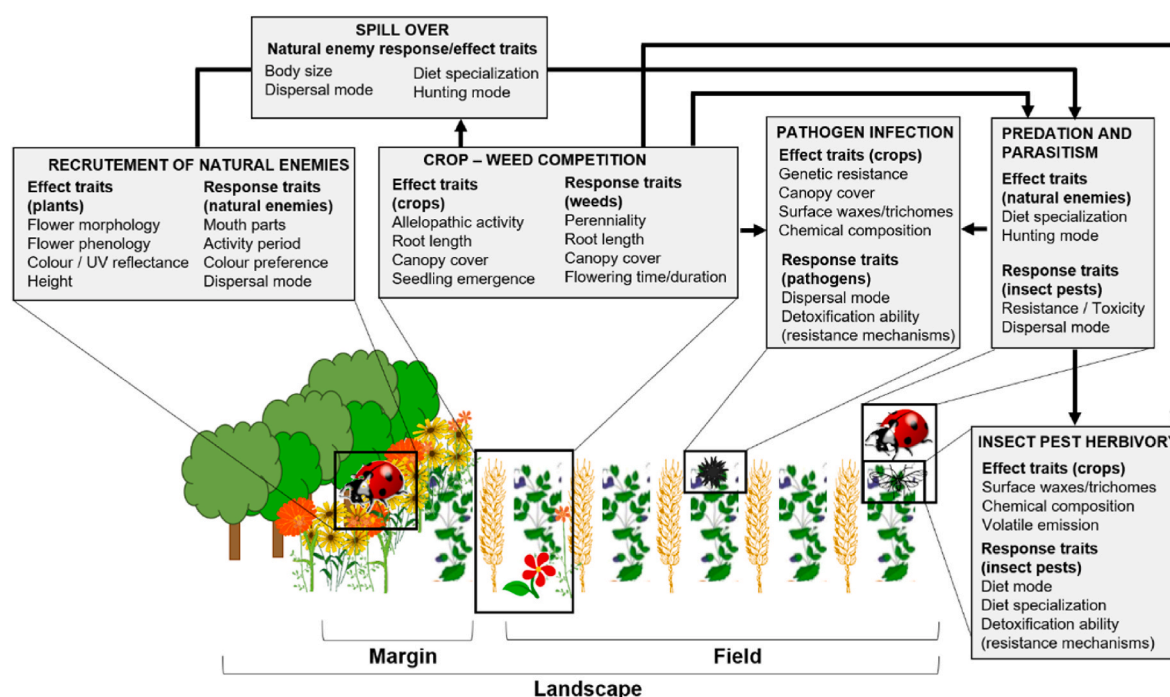 SPILL OVER
Natural enemy response/effect traits
Body size
Dispersal mode
Diet specialization
Hunting mode
RECRUTEMENT OF NATURAL ENEMIES
Effect traits
(plants)
Flower morphology
Flower phenology
Colour / UV reflectance
Height
Response traits
(natural enemies)
Mouth parts
Activity period
Colour preference
Dispersal mode
CROP – WEED COMPETITION
Effect traits
(crops)
Allelopathic activity
Root length
Canopy cover
Seedling emergence
Response traits
(weeds)
Perenniality
Root length
Canopy cover
Flowering time/duration
PATHOGEN INFECTION
Effect traits (crops)
Genetic resistance
Canopy cover
Surface waxes/trichomes
Chemical composition
Response traits
(pathogens)
Dispersal mode
Detoxification ability
(resistance mechanisms)
PREDATION AND
PARASITISM
Effect traits
(natural enemies)
Diet specialization
Hunting mode
Response traits
(insect pests)
Resistance / Toxicity
Dispersal mode
INSECT PEST HERBIVORY
Effect traits (crops)
Surface waxes/trichomes
Chemical composition
Volatile emission
Response traits
(insect pests)
Diet mode
Diet specialization
Detoxification ability
(resistance mechanisms)
Margin
Field
Landscape